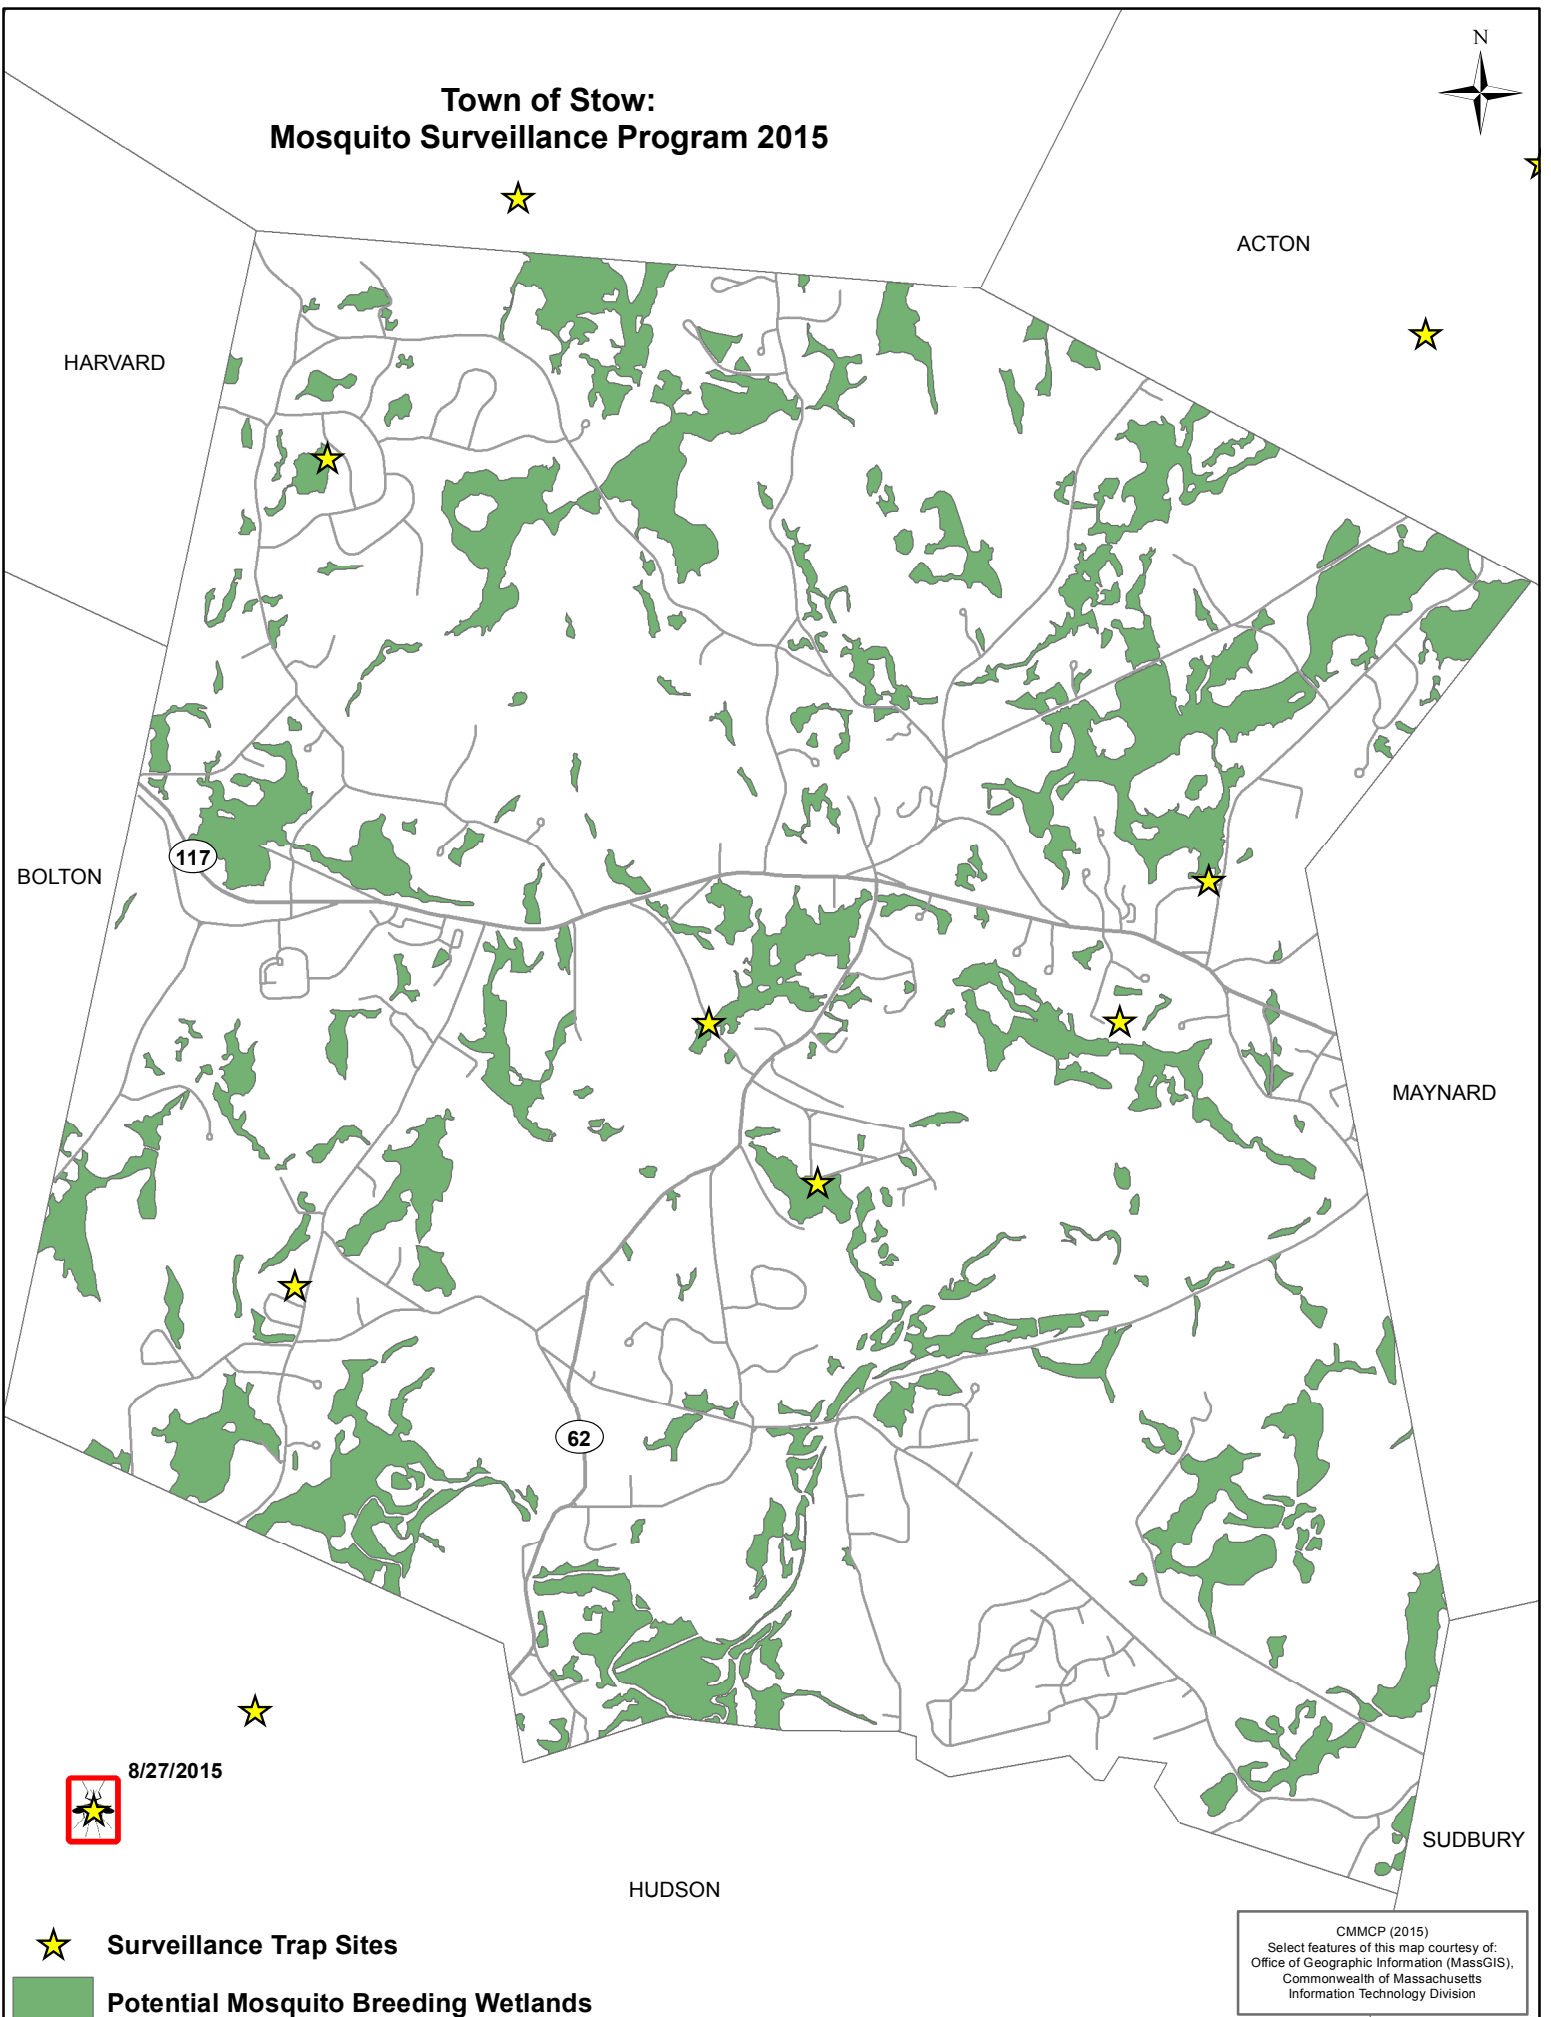 Town of Stow:
Mosquito Surveillance Program 2015
N
ACTON
HARVARD
117
BOLTON
MAYNARD
62
8/27/2015
SUDBURY
HUDSON
Surveillance Trap Sites
Potential Mosquito Breeding Wetlands
CMMCP (2015)
Select features of this map courtesy of:
Office of Geographic Information (MassGIS),
Commonwealth of Massachusetts
Information Technology Division